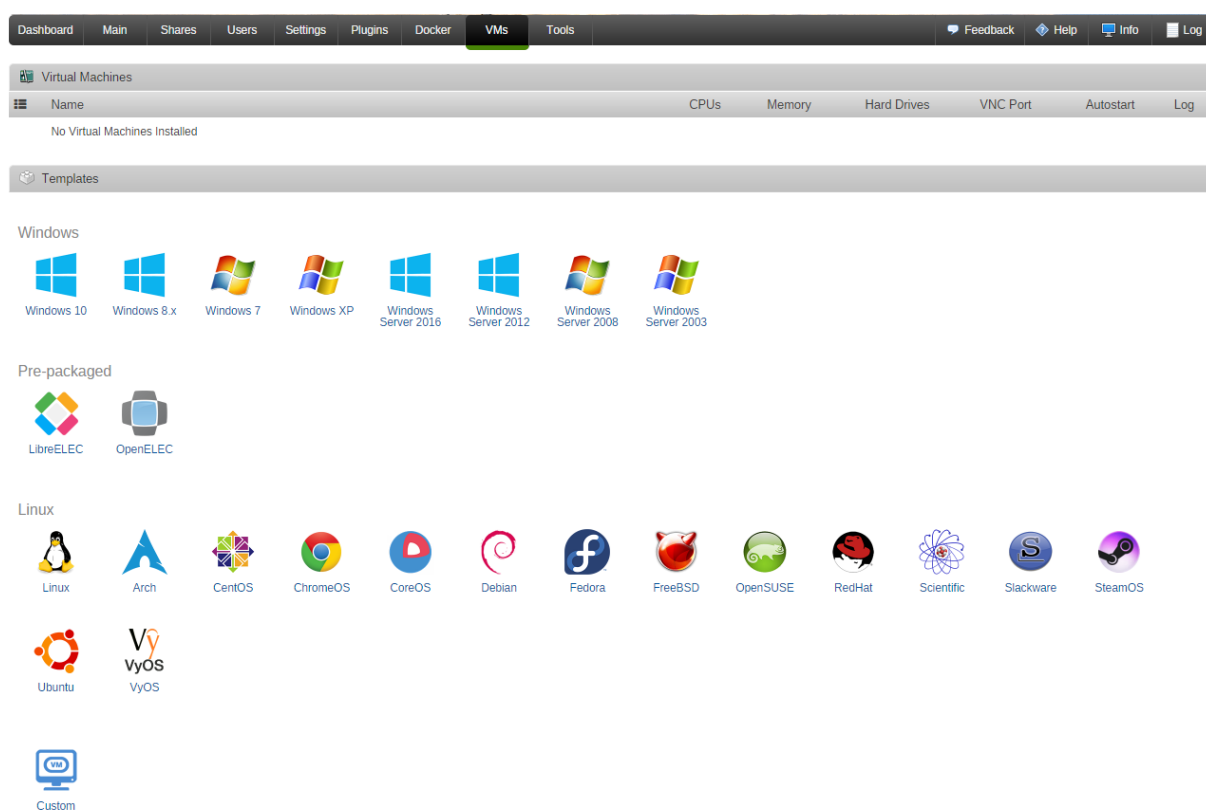 Dashboard Main Shares Users Settings Plugins Docker VMs Tools Feedback Help Info Log
Virtual Machines
Name CPUs Memory Hard Drives VNC Port Autostart Log
No Virtual Machines Installed
Templates
Windows
Windows 10 Windows 8.x Windows 7 Windows XP Windows Windows Windows Windows
Server 2016 Server 2012 Server 2008 Server 2003
Pre-packaged
LibreELEC OpenELEC
Linux
Linux Arch CentOS ChromeOS CoreOS Debian Fedora FreeBSD OpenSUSE RedHat Scientific Slackware SteamOS
Vy
VyOS
Ubuntu VyOS
VM
Custom